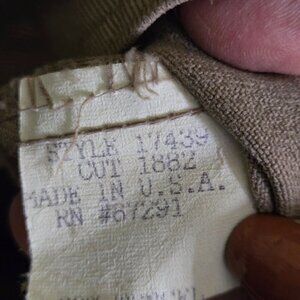 STYLE 17439
CUT 1882
MADE IN U.S.A.
RN #67291